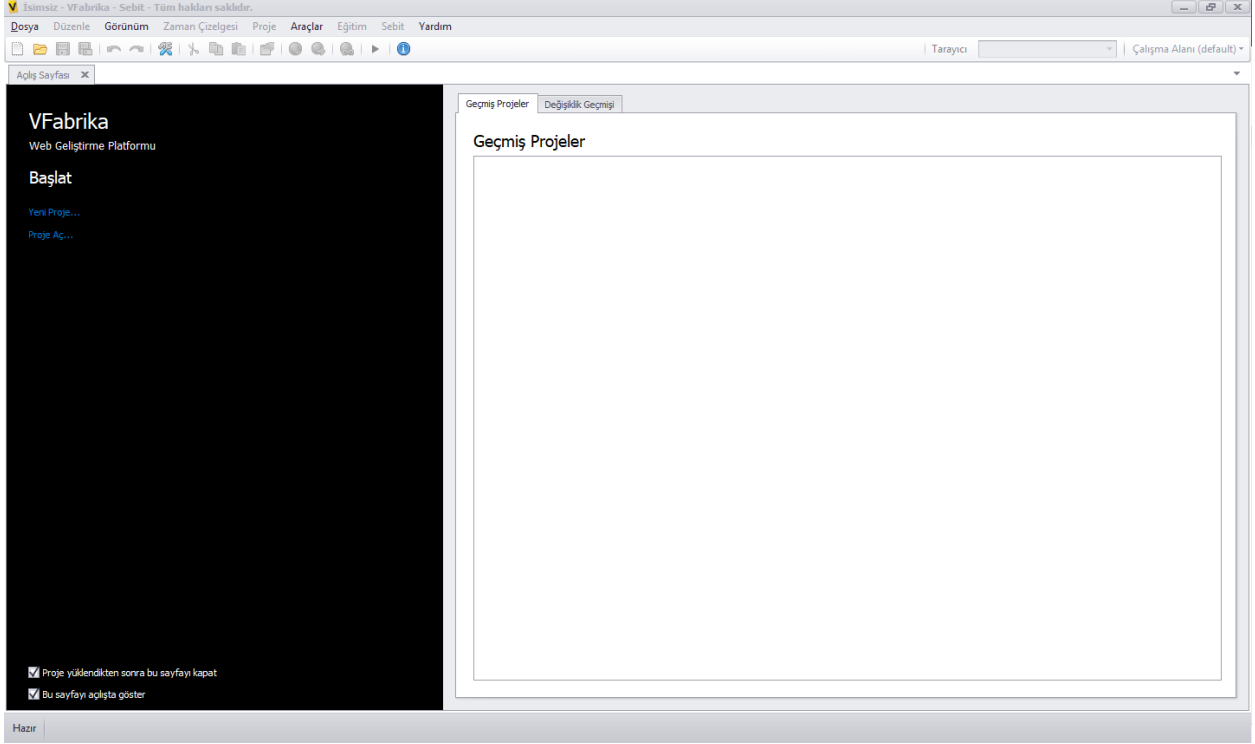 İsimsiz - VFabrika - Sebit - Tüm hakları saklıdır.
Dosya Düzenle Görünüm Zaman Çizelgesi Proje Araçlar Eğitim Sebit Yardım
Tarayıcı Çalışma Alanı (default)
Açılış Sayfası
Geçmiş Projeler Değişiklik Geçmişi
VFabrika
Web Geliştirme Platformu
Başlat
Yeni Proje...
Proje Aç...
Geçmiş Projeler
Proje yüklendikten sonra bu sayfayı kapat
Bu sayfayı açılışta göster
Hazır